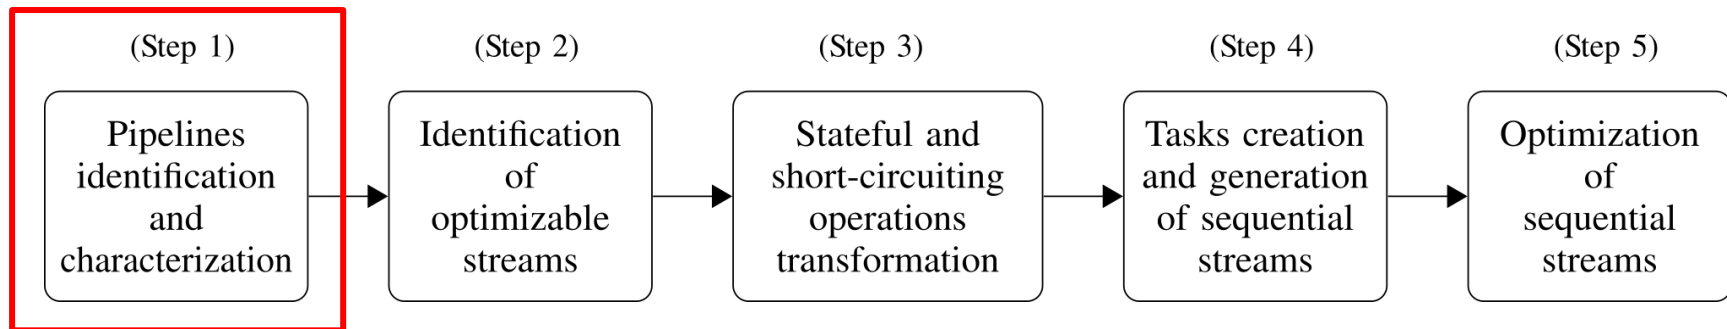 (Step 1)
Pipelines
identification
and
characterization
(Step 2)
Identification
of
optimizable
streams
(Step 3)
Stateful and
short-circuiting
operations
transformation
(Step 4)
Tasks creation
and generation
of sequential
streams
(Step 5)
Optimization
of
sequential
streams